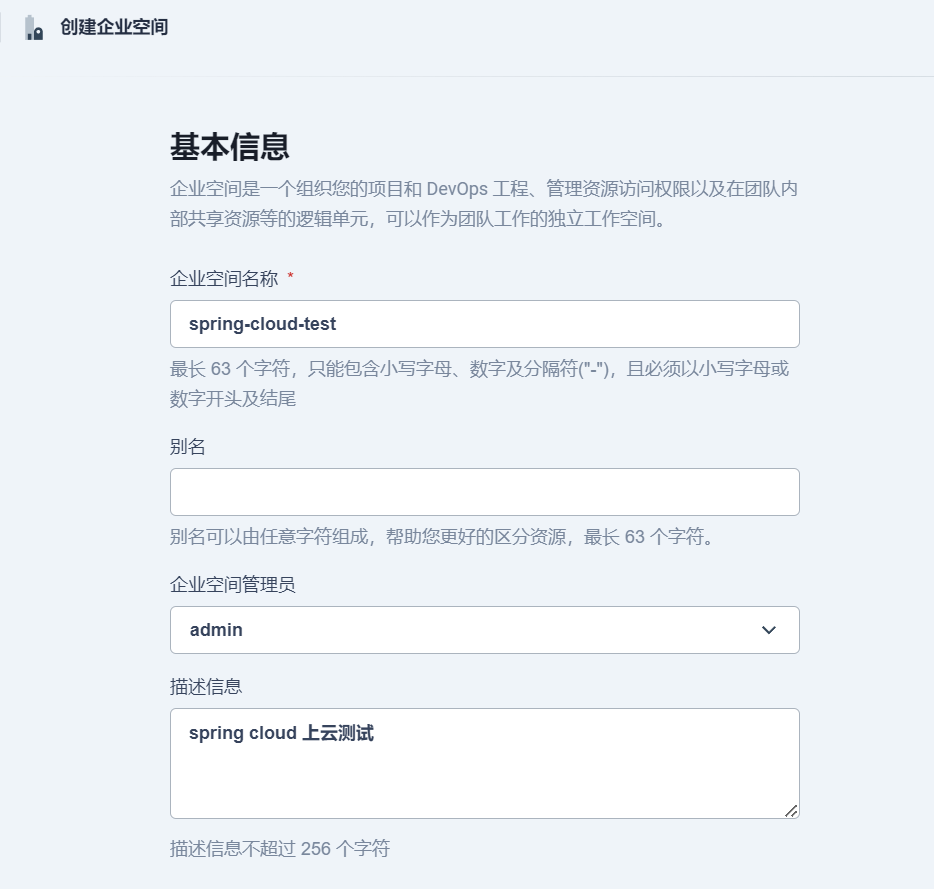 创建企业空间
基本信息
企业空间是一个组织您的项目和 DevOps 工程、管理资源访问权限以及在团队内
部共享资源等的逻辑单元，可以作为团队工作的独立工作空间。
企业空间名称 *
spring-cloud-test
最长 63 个字符，只能包含小写字母、数字及分隔符("-")，且必须以小写字母或
数字开头及结尾
别名
别名可以由任意字符组成，帮助您更好的区分资源，最长 63 个字符。
企业空间管理员
admin
描述信息
spring cloud 上云测试
描述信息不超过 256 个字符